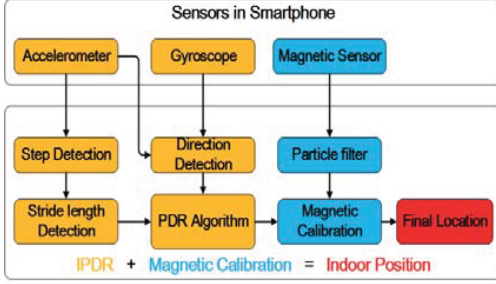 Sensors in Smartphone
Accelerometer
Gyroscope
Magnetic Sensor
Step Detection
Direction
Detection
Particle filter
Stride length
Detection
PDR Algorithm
Magnetic
Calibration
Final Location
IPDR + Magnetic Calibration = Indoor Position